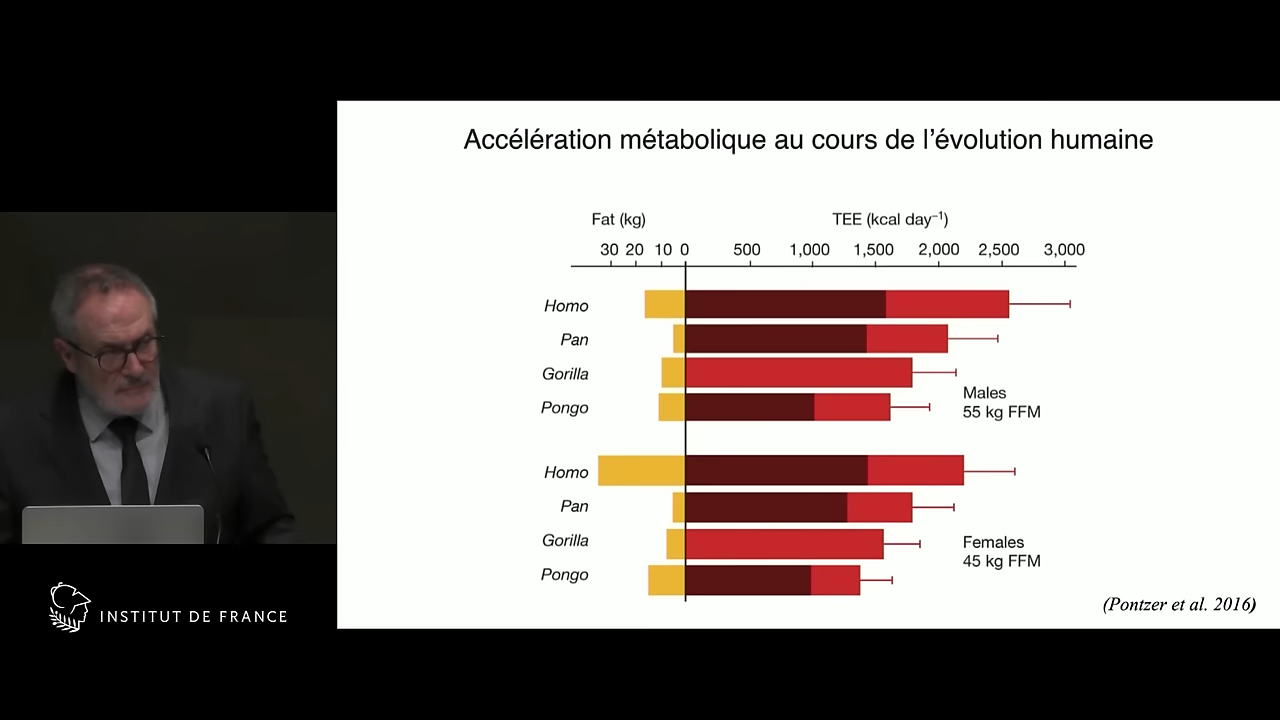 Accélération métabolique au cours de l'évolution humaine
Fat (kg)
TEE (kcal day⁻¹)
30 20 10 0 500 1,000 1,500 2,000 2,500 3,000
Homo
Pan
Gorilla
Pongo
Males
55 kg FFM
Homo
Pan
Gorilla
Pongo
Females
45 kg FFM
(Pontzer et al. 2016)
INSTITUT DE FRANCE